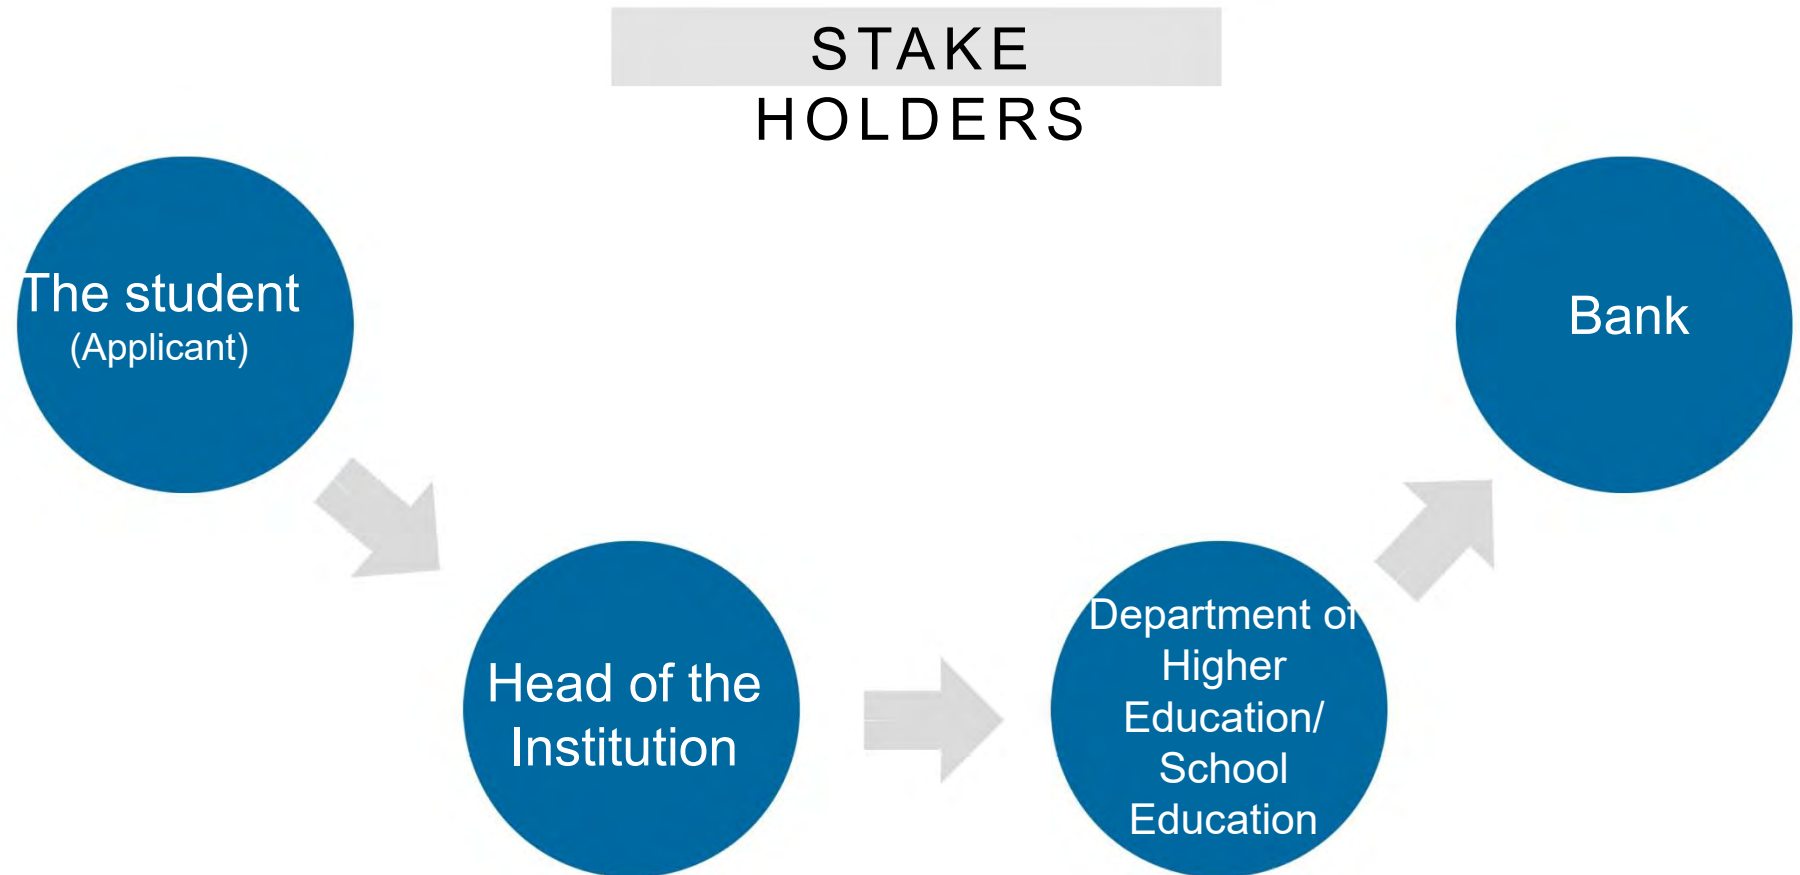 STAKE
HOLDERS
The student
(Applicant)
Bank
Head of the
Institution
Department of
Higher
Education/
School
Education